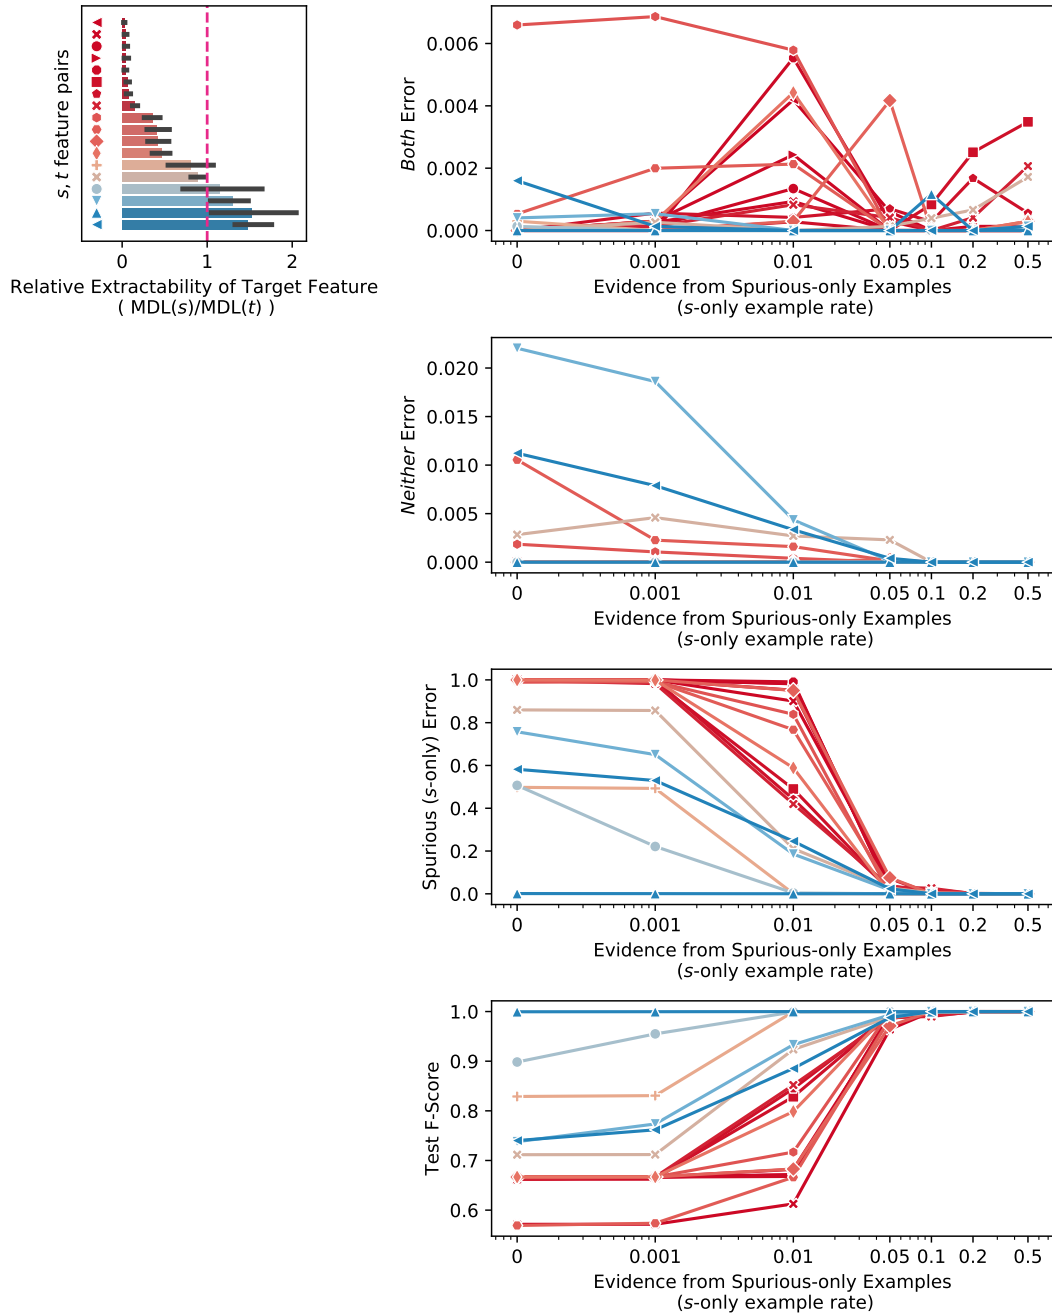 s, t feature pairs
0 1 2
Relative Extractability of Target Feature
( MDL(s)/MDL(t) )
Both Error
0.006
0.004
0.002
0.000
0 0.001 0.01 0.05 0.1 0.2 0.5
Evidence from Spurious-only Examples
(s-only example rate)
Neither Error
0.020
0.015
0.010
0.005
0.000
0 0.001 0.01 0.05 0.1 0.2 0.5
Evidence from Spurious-only Examples
(s-only example rate)
Spurious (s-only) Error
1.0
0.8
0.6
0.4
0.2
0.0
0 0.001 0.01 0.05 0.1 0.2 0.5
Evidence from Spurious-only Examples
(s-only example rate)
Test F-Score
1.0
0.9
0.8
0.7
0.6
0 0.001 0.01 0.05 0.1 0.2 0.5
Evidence from Spurious-only Examples
(s-only example rate)